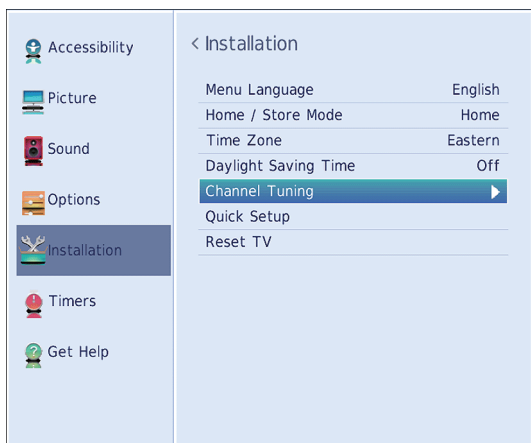 Accessibility
Picture
Sound
Options
Installation
Timers
Get Help
< Installation
Menu Language English
Home / Store Mode Home
Time Zone Eastern
Daylight Saving Time Off
Channel Tuning
Quick Setup
Reset TV